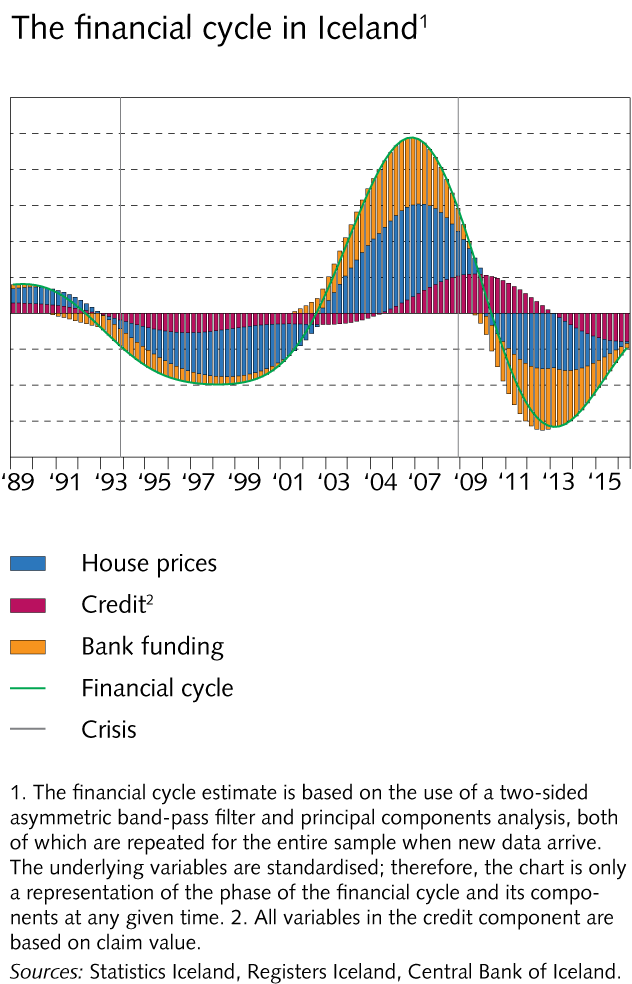 The financial cycle in Iceland¹
‘89 ‘91 ‘93 ‘95 ‘97 ‘99 ‘01 ‘03 ‘04 ‘07 ‘09 ‘11 ‘13 ‘15
House prices
Credit²
Bank funding
Financial cycle
Crisis
1. The financial cycle estimate is based on the use of a two-sided
asymmetric band-pass filter and principal components analysis, both
of which are repeated for the entire sample when new data arrive.
The underlying variables are standardised; therefore, the chart is only
a representation of the phase of the financial cycle and its compo-
nents at any given time. 2. All variables in the credit component are
based on claim value.
Sources: Statistics Iceland, Registers Iceland, Central Bank of Iceland.